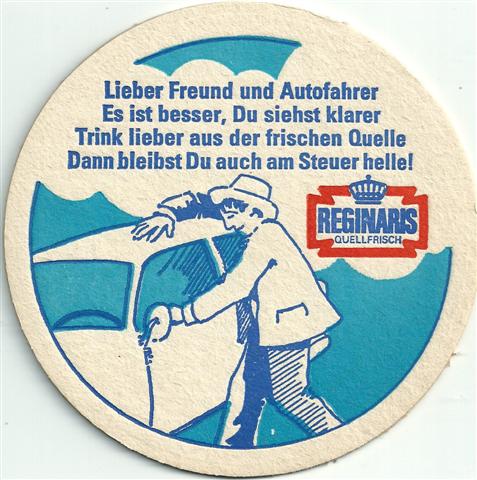 Lieber Freund und Autofahrer
Es ist besser, Du siehst klarer
Trink lieber aus der frischen Quelle
Dann bleibst Du auch am Steuer helle!
REGINARIS
QUELLFRISCH